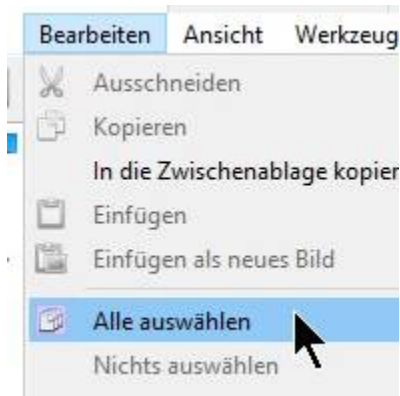 Bearbeiten Ansicht Werkzeug
Ausschneiden
Kopieren
In die Zwischenablage kopier
Einfügen
Einfügen als neues Bild
Alle auswählen
Nichts auswählen